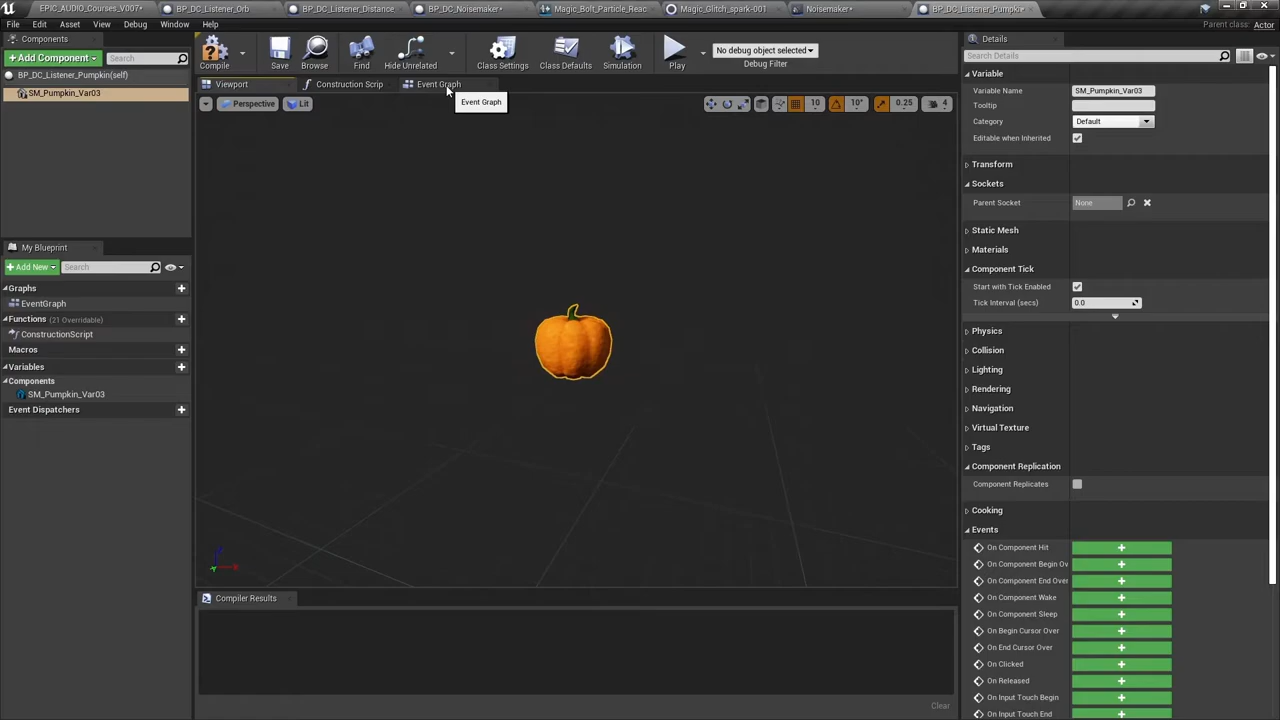 EPIC_AUDIO_Courses_V007*
BP_DC_Listener_Orb
BP_DC_Listener_Distance
BP_DC_Noisemaker*
Magic_Bolt_Particle_Reac
Magic_Glitch_spark-001
Noisemaker*
BP_DC_Listener_Pumpki
File Edit Asset View Debug Window Help
Parent class: Actor
Components
+ Add Component
Search
BP_DC_Listener_Pumpkin(self)
SM_Pumpkin_Var03
Compile
Save
Browse
Find
Hide Unrelated
Class Settings
Class Defaults
Simulation
Play
No debug object selected
Debug Filter
Viewport
Construction Scrip
Event Graph
Event Graph
Perspective
Lit
10
10°
0.25
4
My Blueprint
+ Add New
Search
Graphs
EventGraph
Functions (21 Overridable)
ConstructionScript
Macros
Variables
Components
SM_Pumpkin_Var03
Event Dispatchers
Compiler Results
Clear
Details
Search Details
Variable
Variable Name SM_Pumpkin_Var03
Tooltip
Category Default
Editable when Inherited
Transform
Sockets
Parent Socket None
Static Mesh
Materials
Component Tick
Start with Tick Enabled
Tick Interval (secs) 0.0
Physics
Collision
Lighting
Rendering
Navigation
Virtual Texture
Tags
Component Replication
Component Replicates
Cooking
Events
On Component Hit
On Component Begin Ov
On Component End Over
On Component Wake
On Component Sleep
On Begin Cursor Over
On End Cursor Over
On Clicked
On Released
On Input Touch Begin
On Input Touch End